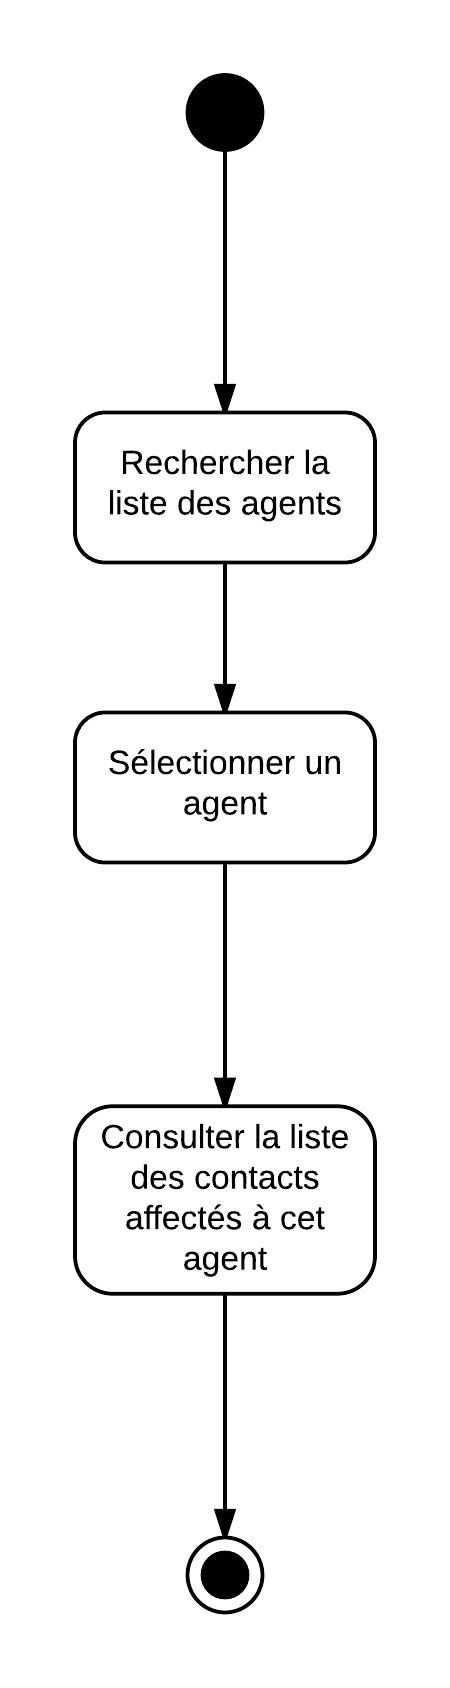 Rechercher la
liste des agents
Sélectionner un
agent
Consulter la liste
des contacts
affectés à cet
agent